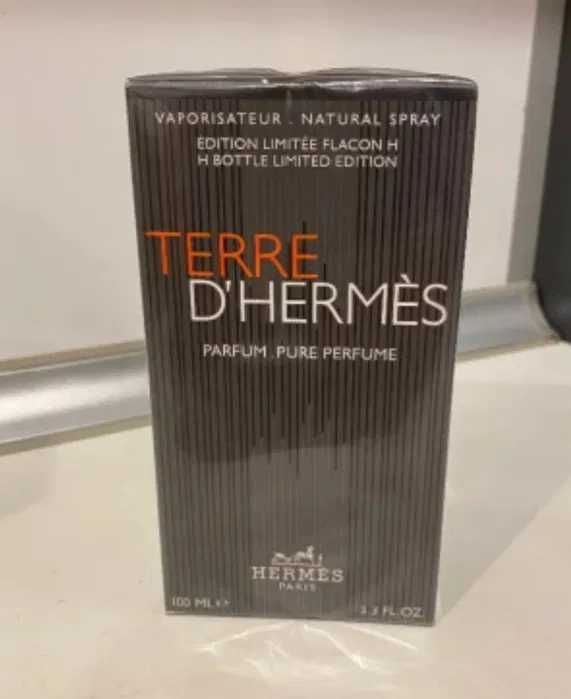 VAPORISATEUR . NATURAL SPRAY
EDITION LIMITÉE FLACON H
H BOTTLE LIMITED EDITION
TERRE
D'HERMÈS
PARFUM . PURE PERFUME
HERMÈS
PARIS
100 ML ℮ 3.3 FL.OZ.